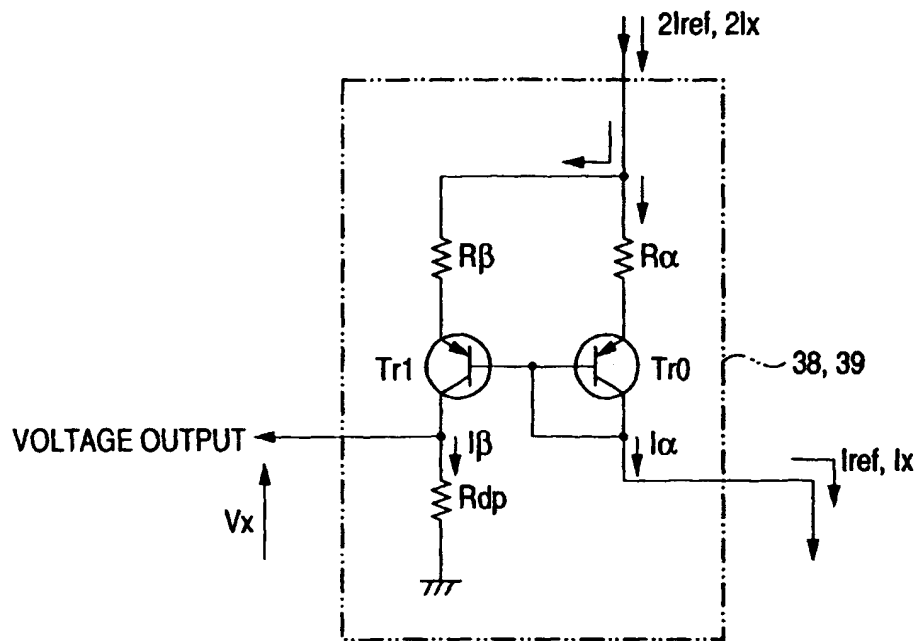 2Iref, 2Ix
Rβ
Rα
Tr1
Tr0
38, 39
VOLTAGE OUTPUT
Iβ
Iα
Iref, Ix
Rdp
Vx